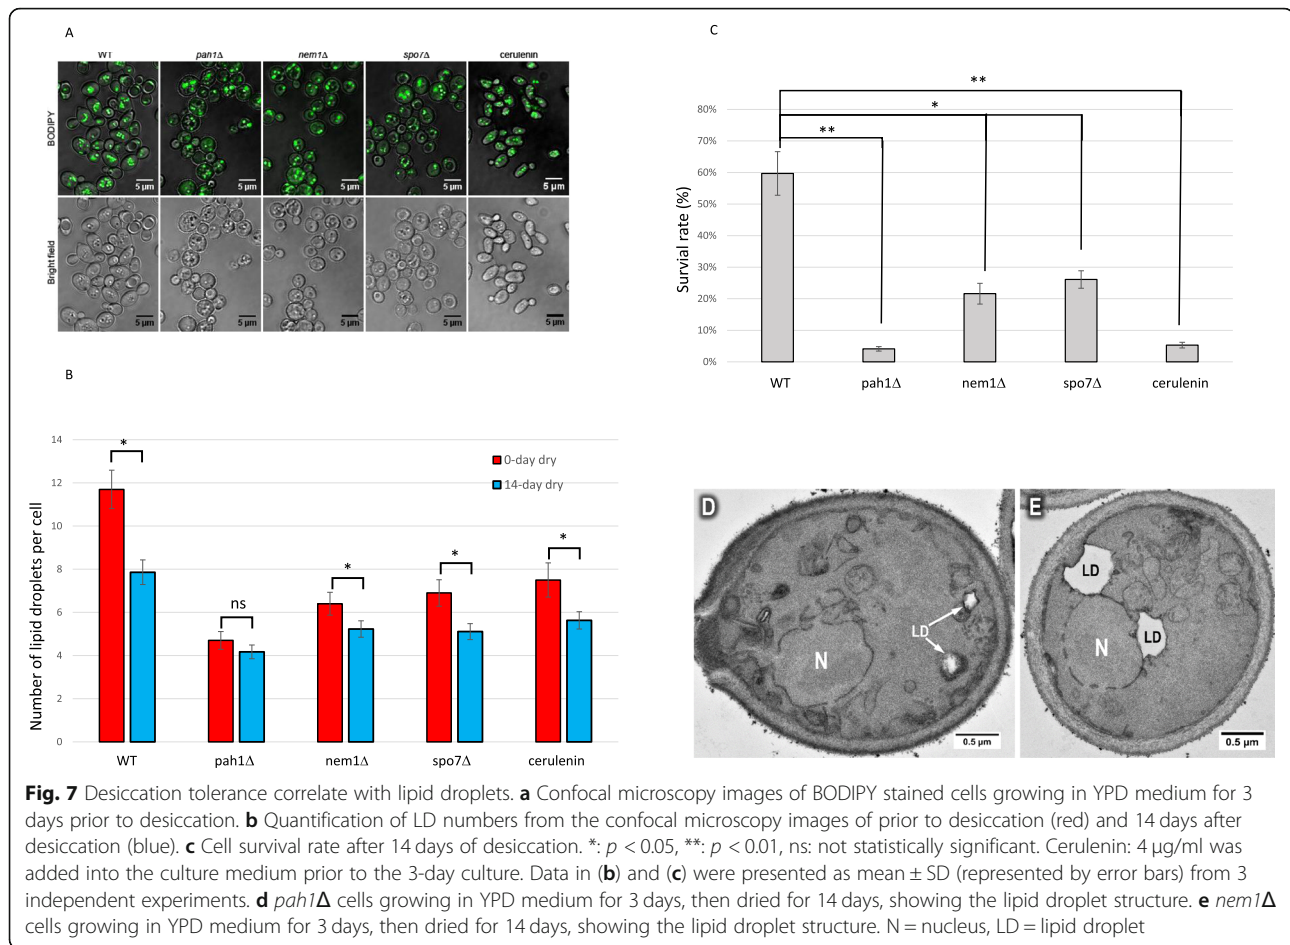 A
WT pah1Δ nem1Δ spo7Δ cerulenin
BODIPY
5 µm 5 µm 5 µm 5 µm 5 µm
Bright field
5 µm 5 µm 5 µm 5 µm 5 µm
B
Number of lipid droplets per cell
14
12
10
8
6
4
2
0
* ns * * *
0-day dry
14-day dry
WT pah1Δ nem1Δ spo7Δ cerulenin
C
Survial rate (%)
80%
70%
60%
50%
40%
30%
20%
10%
0%
**
*
**
WT pah1Δ nem1Δ spo7Δ cerulenin
D
N
LD
0.5 µm
E
LD
LD
N
0.5 µm
Fig. 7 Desiccation tolerance correlate with lipid droplets. a Confocal microscopy images of BODIPY stained cells growing in YPD medium for 3
days prior to desiccation. b Quantification of LD numbers from the confocal microscopy images of prior to desiccation (red) and 14 days after
desiccation (blue). c Cell survival rate after 14 days of desiccation. *: p < 0.05, **: p < 0.01, ns: not statistically significant. Cerulenin: 4 µg/ml was
added into the culture medium prior to the 3-day culture. Data in (b) and (c) were presented as mean ± SD (represented by error bars) from 3
independent experiments. d pah1Δ cells growing in YPD medium for 3 days, then dried for 14 days, showing the lipid droplet structure. e nem1Δ
cells growing in YPD medium for 3 days, then dried for 14 days, showing the lipid droplet structure. N = nucleus, LD = lipid droplet